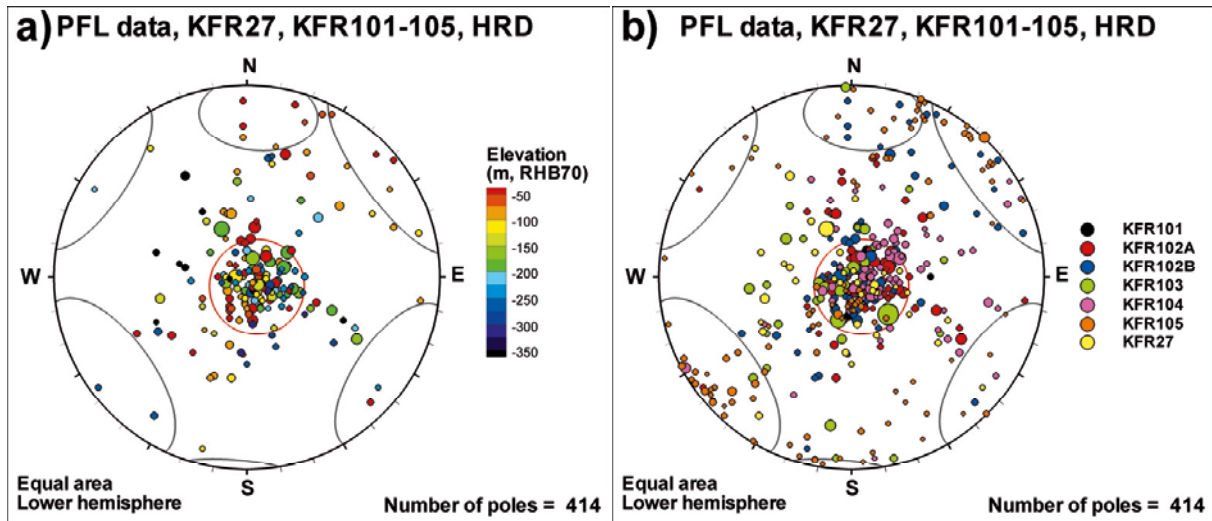 a) PFL data, KFR27, KFR101-105, HRD
N
W
E
S
Elevation
(m, RHB70)
-50
-100
-150
-200
-250
-300
-350
Equal area
Lower hemisphere
Number of poles = 414
b) PFL data, KFR27, KFR101-105, HRD
N
W
E
S
KFR101
KFR102A
KFR102B
KFR103
KFR104
KFR105
KFR27
Equal area
Lower hemisphere
Number of poles = 414